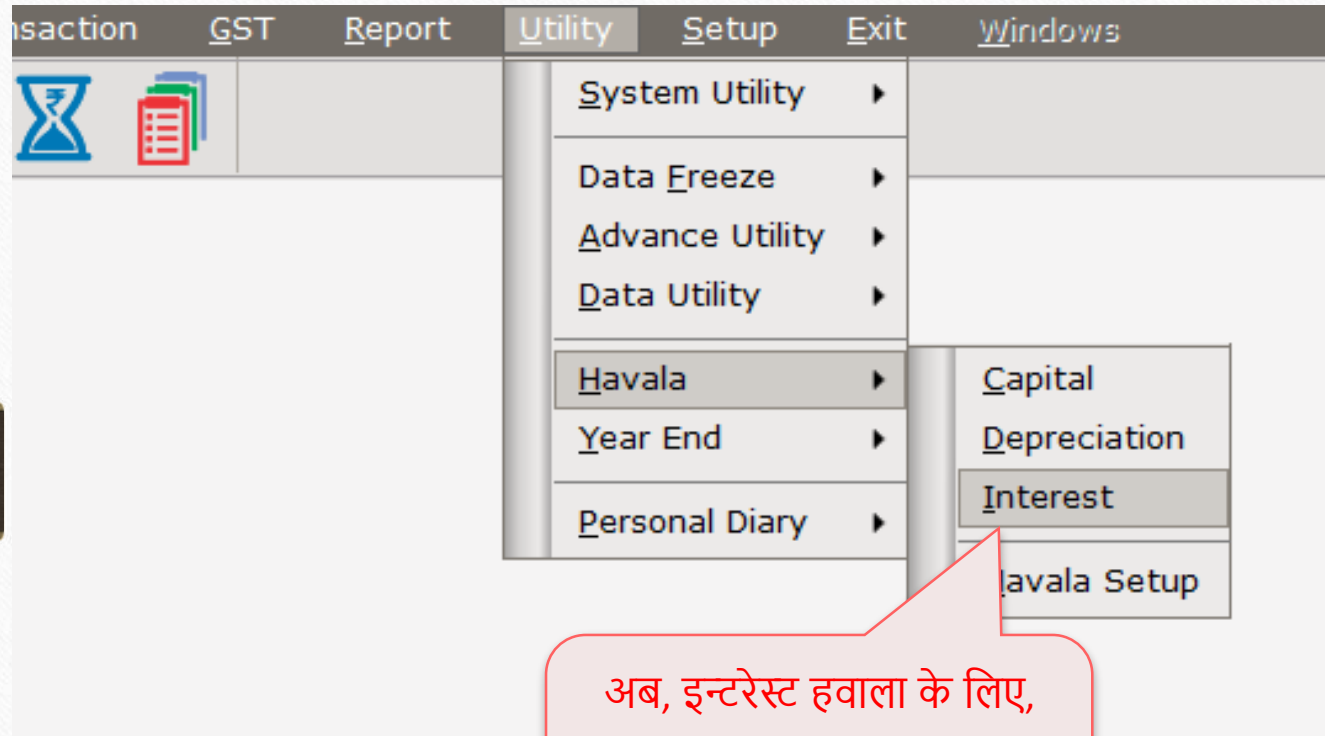 nsaction GST Report Utility Setup Exit Windows
System Utility
Data Freeze
Advance Utility
Data Utility
Havala
Capital
Year End
Depreciation
Interest
Personal Diary
Havala Setup
अब, इन्टरेस्ट हवाला के लिए,